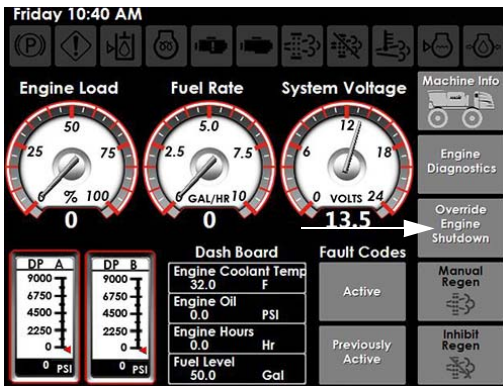 Friday 10:40 AM
(P)
Engine Load
Fuel Rate
System Voltage
Machine Info
50
25
75
0
%
100
0
5.0
2.5
7.5
0
GAL/HR
10
0
12
6
18
0
VOLTS
24
13.5
Engine
Diagnostics
Override
Engine
Shutdown
DP A
9000
6750
4500
2250
0
0 PSI
DP B
9000
6750
4500
2250
0
0 PSI
Dash Board
Engine Coolant Temp
32.0 F
Engine Oil
0.0 PSI
Engine Hours
0.0 Hr
Fuel Level
50.0 Gal
Fault Codes
Active
Previously
Active
Manual
Regen
Inhibit
Regen